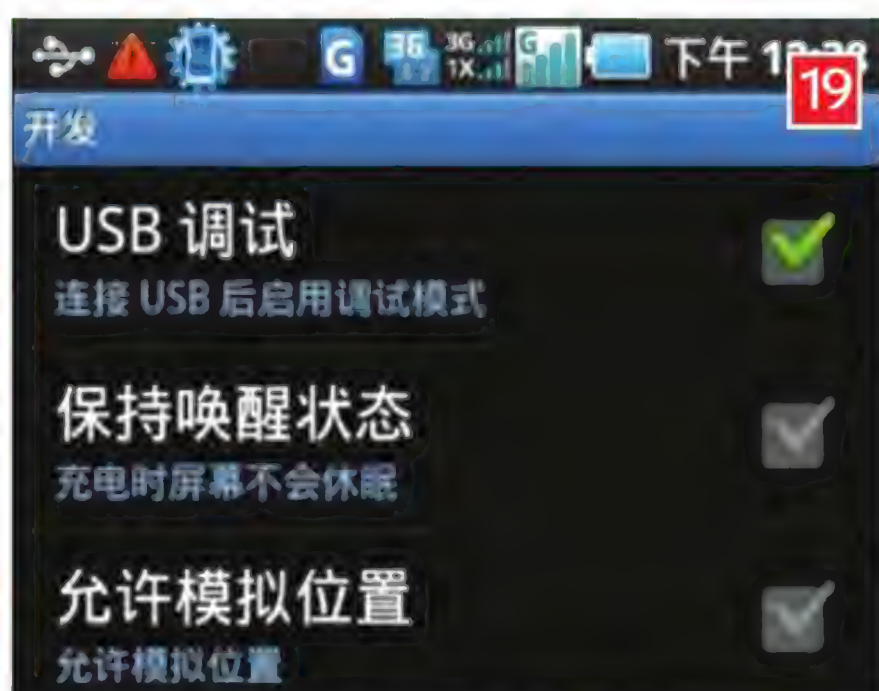 G 3G 3G 1X G 下午
19
开发
USB 调试
连接 USB 后启用调试模式
保持唤醒状态
充电时屏幕不会休眠
允许模拟位置
允许模拟位置